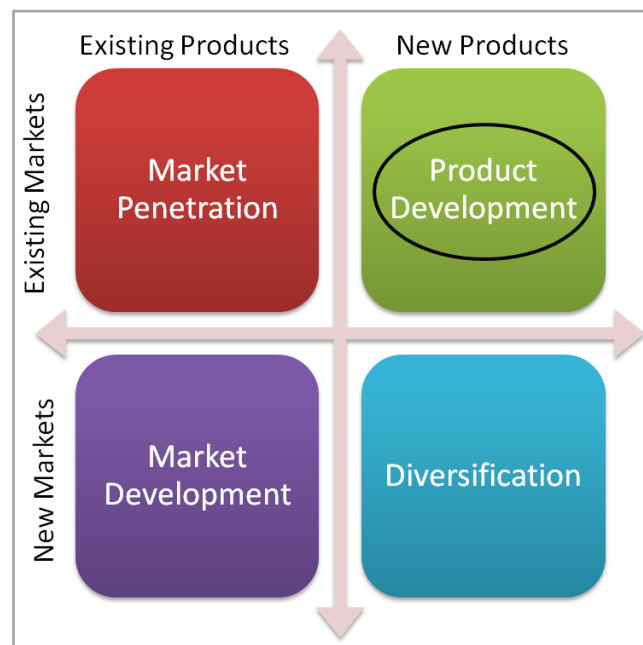 Existing Products
New Products
Existing Markets
Market
Penetration
Product
Development
New Markets
Market
Development
Diversification